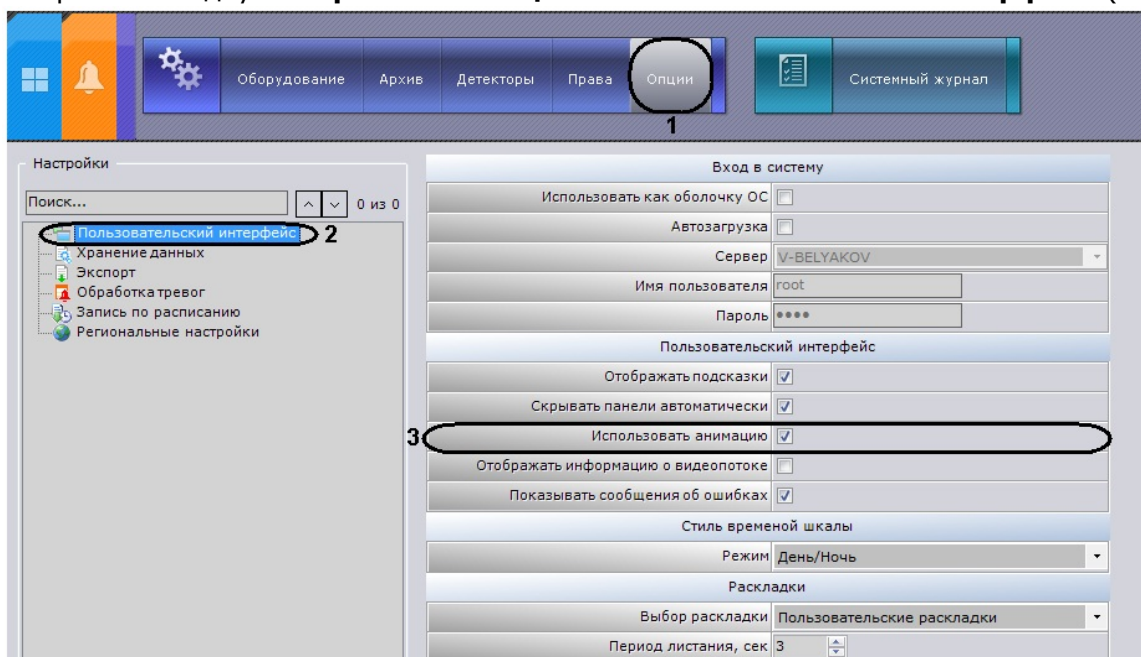 Оборудование Архив Детекторы Права Опции Системный журнал
1
Настройки
Поиск... 0 из 0
Пользовательский интерфейс 2
Хранение данных
Экспорт
Обработка тревог
Запись по расписанию
Региональные настройки
Вход в систему
Использовать как оболочку ОС
Автозагрузка
Сервер V-BELYAKOV
Имя пользователя root
Пароль ••••
Пользовательский интерфейс
Отображать подсказки
Скрывать панели автоматически
3 Использовать анимацию
Отображать информацию о видеопотоке
Показывать сообщения об ошибках
Стиль временой шкалы
Режим День/Ночь
Раскладки
Выбор раскладки Пользовательские раскладки
Период листания, сек 3